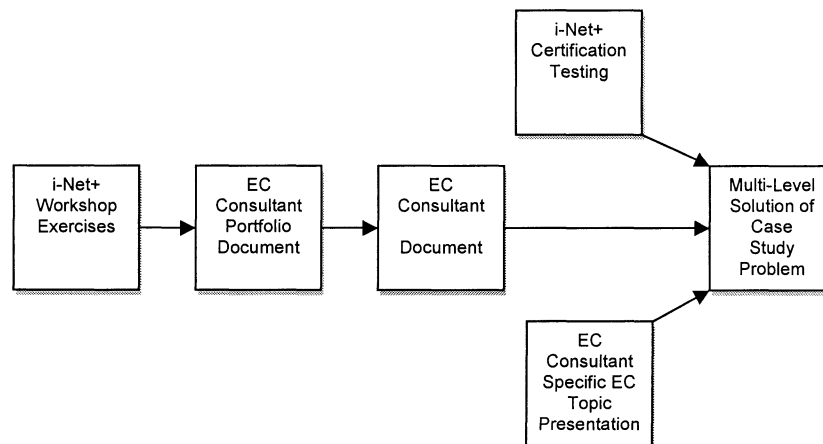 i-Net+
Certification
Testing
i-Net+
Workshop
Exercises
EC
Consultant
Portfolio
Document
EC
Consultant
Document
Multi-Level
Solution of
Case
Study
Problem
EC
Consultant
Specific EC
Topic
Presentation